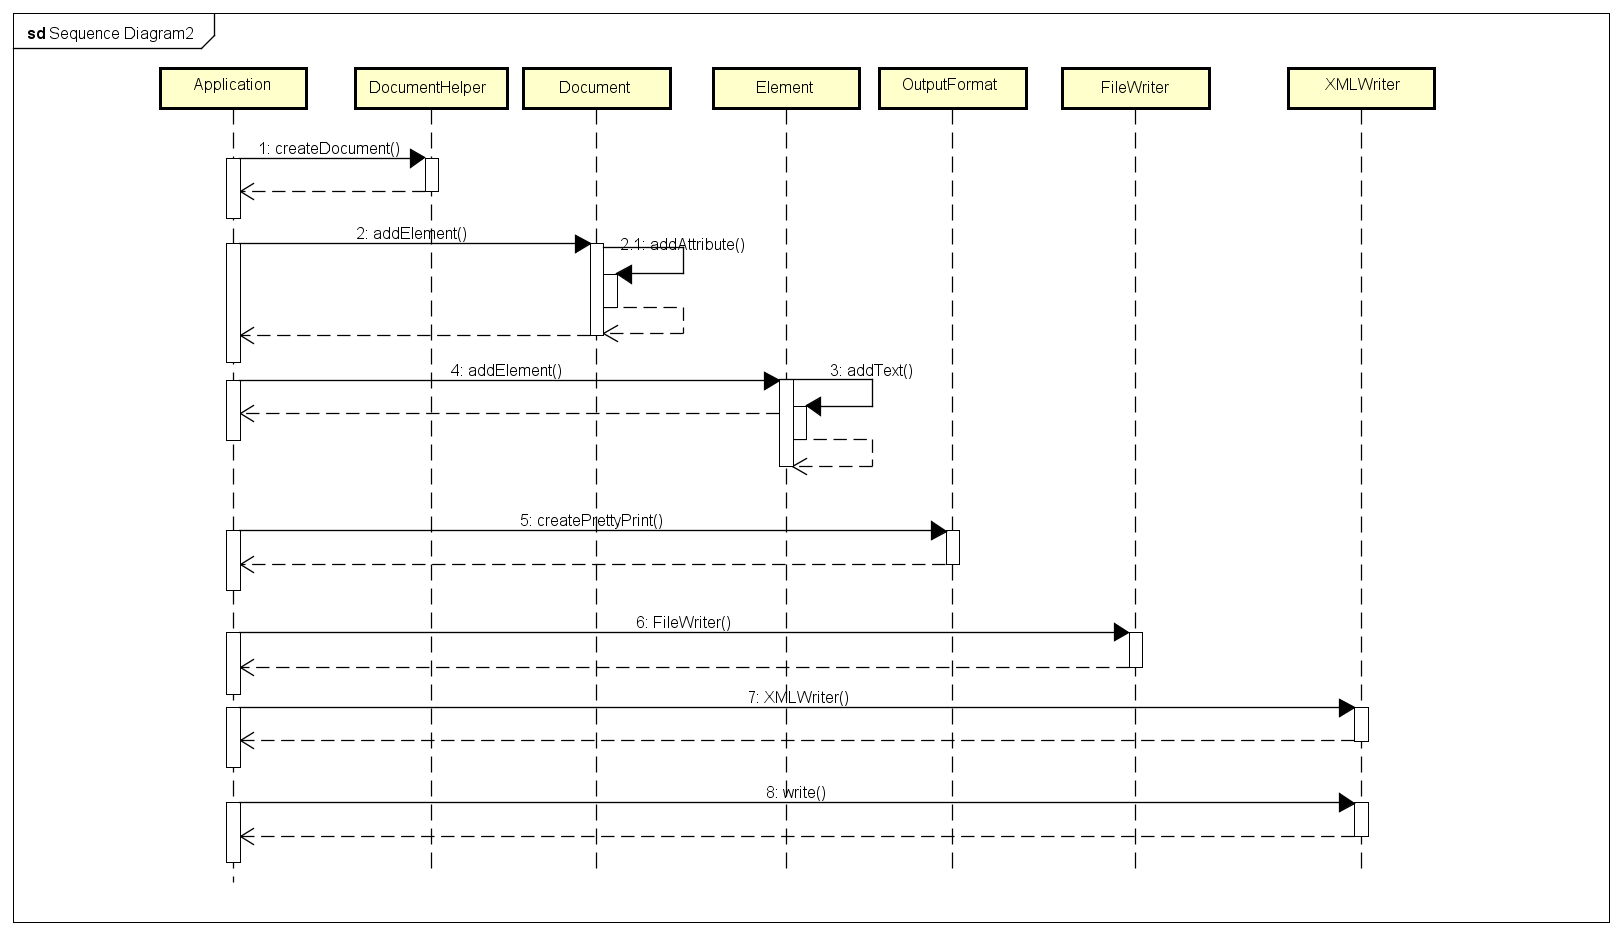 sd Sequence Diagram2
Application
DocumentHelper
Document
Element
OutputFormat
FileWriter
XMLWriter
1: createDocument()
2: addElement()
2.1: addAttribute()
4: addElement()
3: addText()
5: createPrettyPrint()
6: FileWriter()
7: XMLWriter()
8: write()